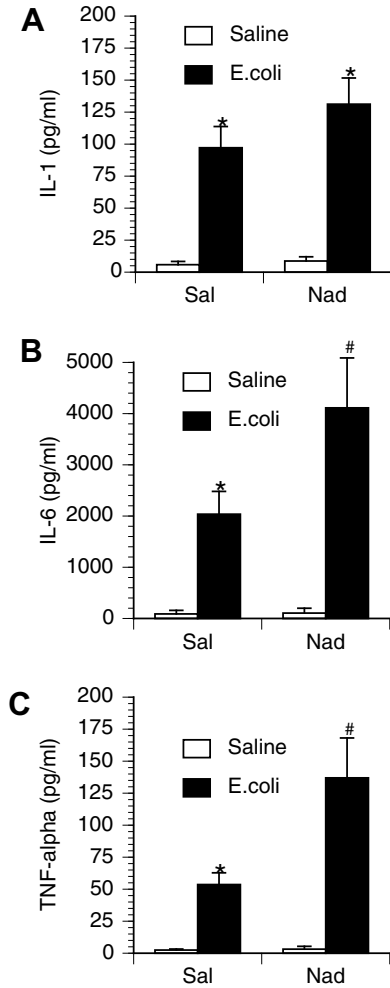 A
IL-1 (pg/ml)
200
175
150
125
100
75
50
25
0
Saline
E.coli
*
*
Sal Nad
B
IL-6 (pg/ml)
5000
4000
3000
2000
1000
0
Saline
E.coli
*
#
Sal Nad
C
TNF-alpha (pg/ml)
200
175
150
125
100
75
50
25
0
Saline
E.coli
*
#
Sal Nad